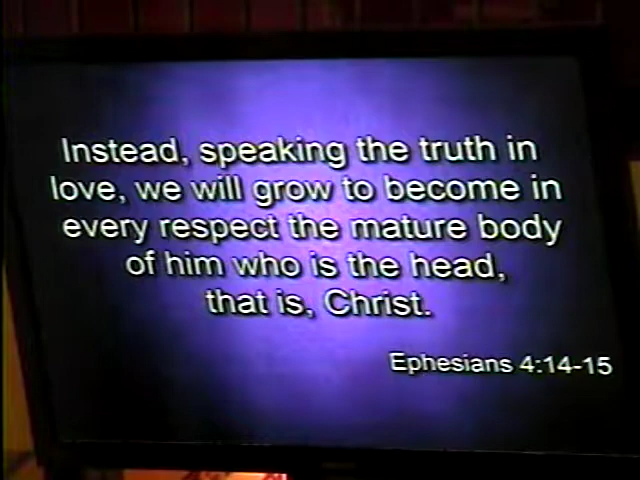 Instead, speaking the truth in
love, we will grow to become in
every respect the mature body
of him who is the head,
that is, Christ.
Ephesians 4:14-15